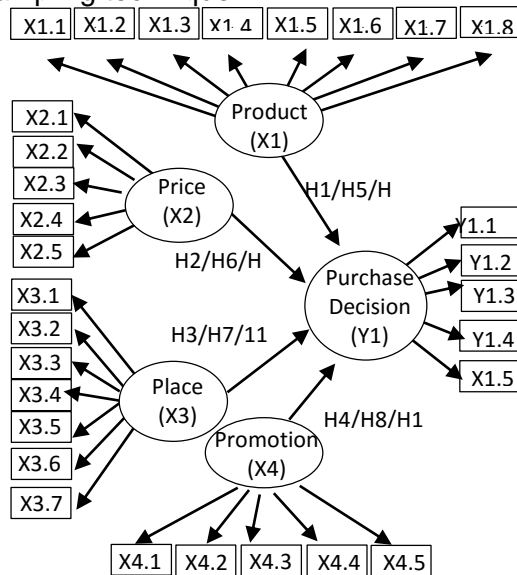 X1.1 X1.2 X1.3 X1.4 X1.5 X1.6 X1.7 X1.8
Product
(X1)
X2.1
X2.2
X2.3
X2.4
X2.5
Price
(X2)
H1/H5/H
H2/H6/H
Purchase
Decision
(Y1)
Y1.1
Y1.2
Y1.3
Y1.4
X1.5
X3.1
X3.2
X3.3
X3.4
X3.5
X3.6
X3.7
H3/H7/11
Place
(X3)
H4/H8/H1
Promotion
(X4)
X4.1 X4.2 X4.3 X4.4 X4.5